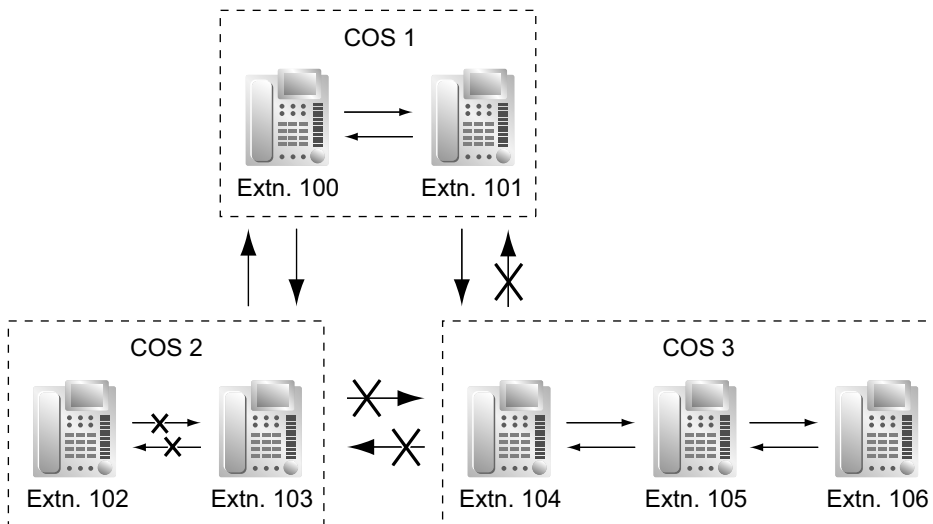 COS 1
Extn. 100 Extn. 101
COS 2
Extn. 102 Extn. 103
COS 3
Extn. 104 Extn. 105 Extn. 106